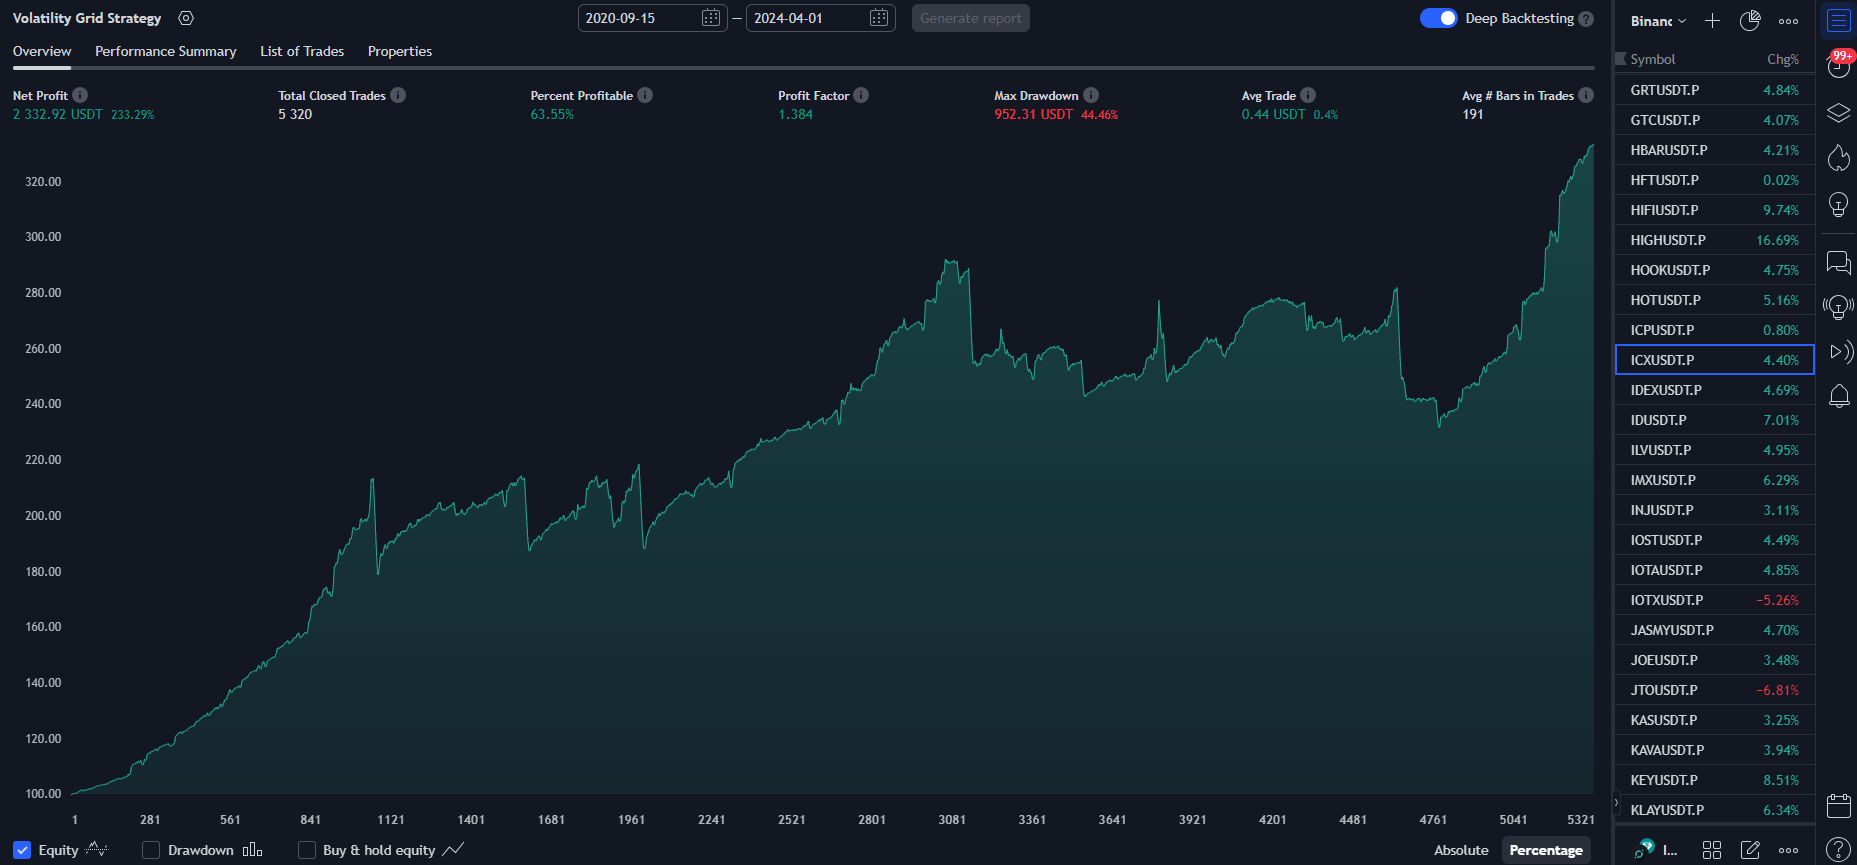 Volatility Grid Strategy
2020-09-15 — 2024-04-01
Generate report
Deep Backtesting
Overview Performance Summary List of Trades Properties
Net Profit
2 332.92 USDT 233.29%
Total Closed Trades
5 320
Percent Profitable
63.55%
Profit Factor
1.384
Max Drawdown
952.31 USDT 44.46%
Avg Trade
0.44 USDT 0.4%
Avg # Bars in Trades
191
320.00
300.00
280.00
260.00
240.00
220.00
200.00
180.00
160.00
140.00
120.00
100.00
1 281 561 841 1121 1401 1681 1961 2241 2521 2801 3081 3361 3641 3921 4201 4481 4761 5041 5321
Equity Drawdown Buy & hold equity
Absolute Percentage
Binanc
Symbol Chg%
GRTUSDT.P 4.84%
GTCUSDT.P 4.07%
HBARUSDT.P 4.21%
HFTUSDT.P 0.02%
HIFIUSDT.P 9.74%
HIGHUSDT.P 16.69%
HOOKUSDT.P 4.75%
HOTUSDT.P 5.16%
ICPUSDT.P 0.80%
ICXUSDT.P 4.40%
IDEXUSDT.P 4.69%
IDUSDT.P 7.01%
ILVUSDT.P 4.95%
IMXUSDT.P 6.29%
INJUSDT.P 3.11%
IOSTUSDT.P 4.49%
IOTAUSDT.P 4.85%
IOTXUSDT.P −5.26%
JASMYUSDT.P 4.70%
JOEUSDT.P 3.48%
JTOUSDT.P −6.81%
KASUSDT.P 3.25%
KAVAUSDT.P 3.94%
KEYUSDT.P 8.51%
KLAYUSDT.P 6.34%
I...
99+